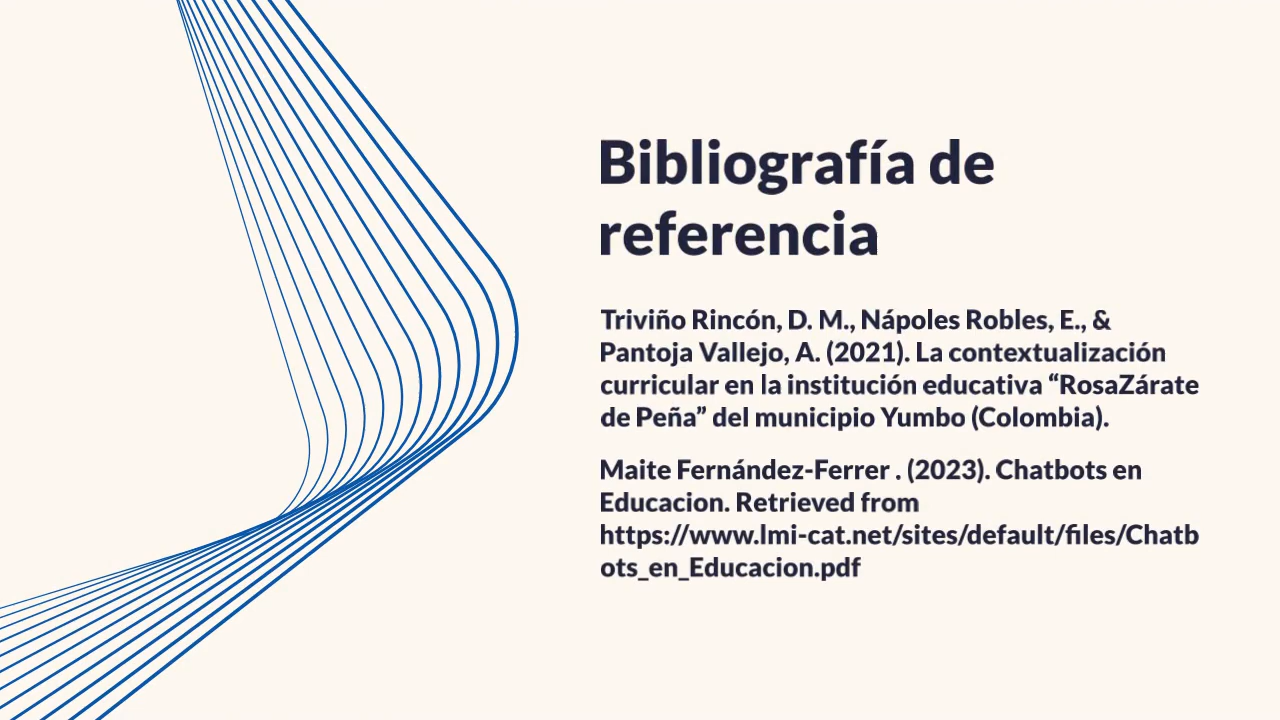 Bibliografía de
referencia
Triviño Rincón, D. M., Nápoles Robles, E., &
Pantoja Vallejo, A. (2021). La contextualización
curricular en la institución educativa “RosaZárate
de Peña” del municipio Yumbo (Colombia).
Maite Fernández-Ferrer . (2023). Chatbots en
Educacion. Retrieved from
https://www.lmi-cat.net/sites/default/files/Chatb
ots_en_Educacion.pdf